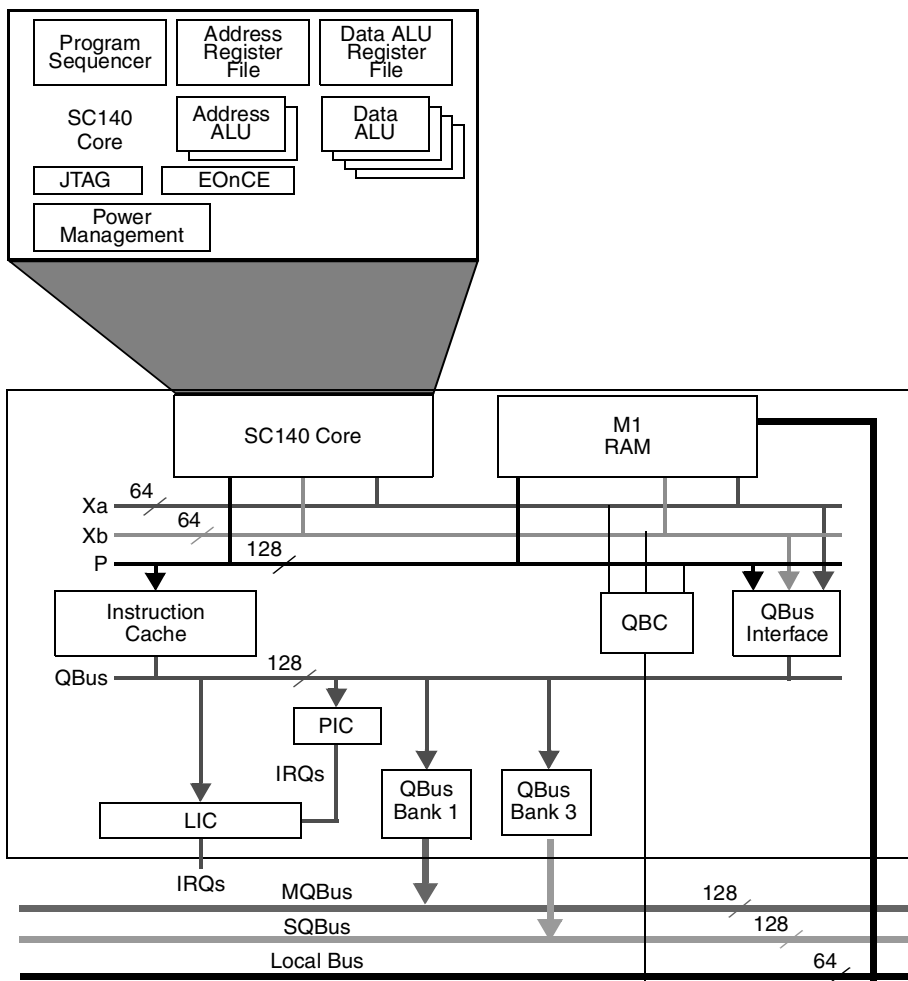 Program
Sequencer
Address
Register
File
Data ALU
Register
File
SC140
Core
Address
ALU
Data
ALU
JTAG
EOnCE
Power
Management
SC140 Core
M1
RAM
Xa
64
Xb
64
P
128
Instruction
Cache
QBC
QBus
Interface
QBus
128
PIC
IRQs
QBus
Bank 1
QBus
Bank 3
LIC
IRQs
MQBus
128
SQBus
128
Local Bus
64